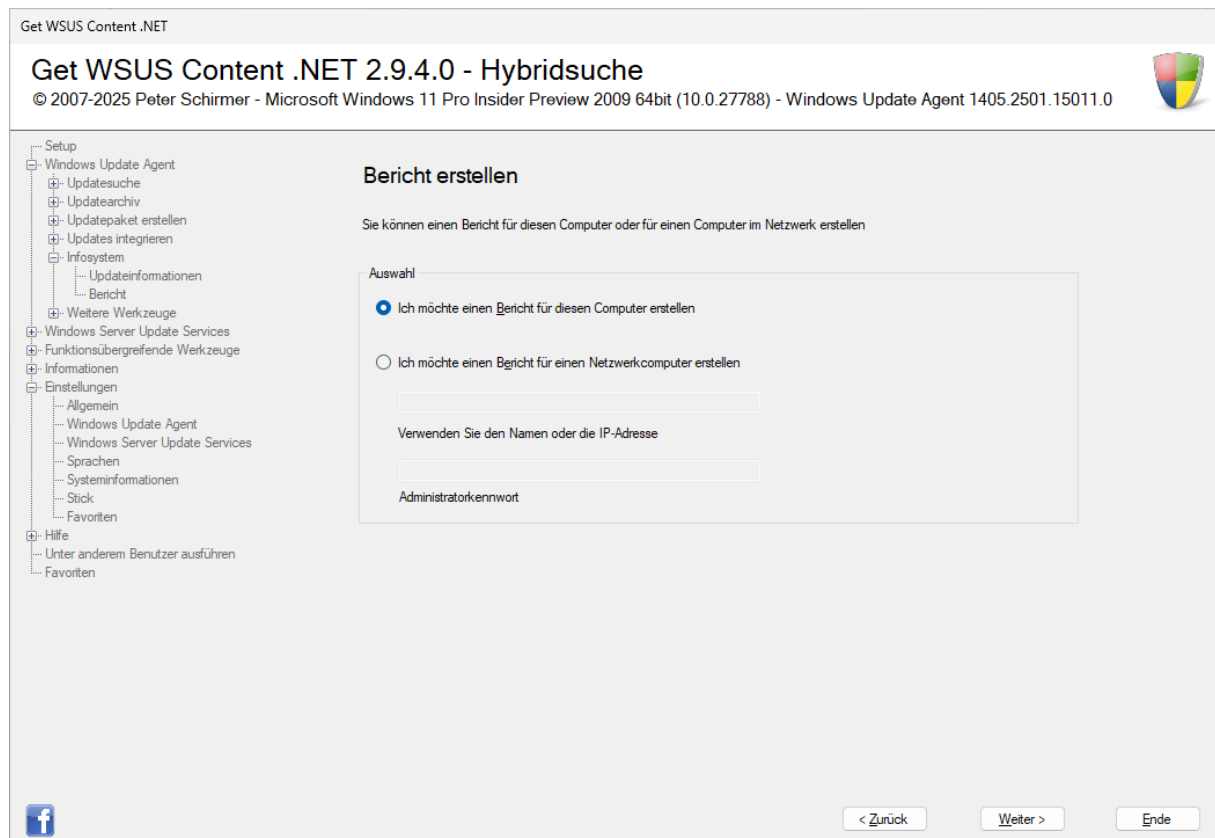 Get WSUS Content .NET
Get WSUS Content .NET 2.9.4.0 - Hybridsuche
© 2007-2025 Peter Schirmer - Microsoft Windows 11 Pro Insider Preview 2009 64bit (10.0.27788) - Windows Update Agent 1405.2501.15011.0
Setup
Windows Update Agent
Updatesuche
Updatearchiv
Updatepaket erstellen
Updates integrieren
Infosystem
Updateinformationen
Bericht
Weitere Werkzeuge
Windows Server Update Services
Funktionsübergreifende Werkzeuge
Informationen
Einstellungen
Allgemein
Windows Update Agent
Windows Server Update Services
Sprachen
Systeminformationen
Stick
Favoriten
Hilfe
Unter anderem Benutzer ausführen
Favoriten
Bericht erstellen
Sie können einen Bericht für diesen Computer oder für einen Computer im Netzwerk erstellen
Auswahl
Ich möchte einen Bericht für diesen Computer erstellen
Ich möchte einen Bericht für einen Netzwerkcomputer erstellen
Verwenden Sie den Namen oder die IP-Adresse
Administratorkennwort
< Zurück
Weiter >
Ende